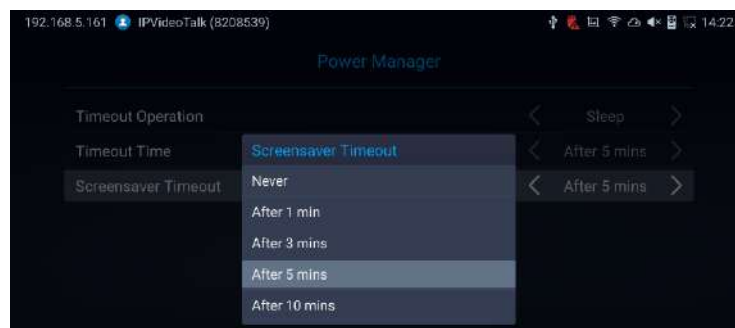 192.168.5.161 IPVideoTalk (8208539) 14:22
Power Manager
Timeout Operation Sleep
Timeout Time After 5 mins
Screensaver Timeout After 5 mins
Screensaver Timeout
Never
After 1 min
After 3 mins
After 5 mins
After 10 mins